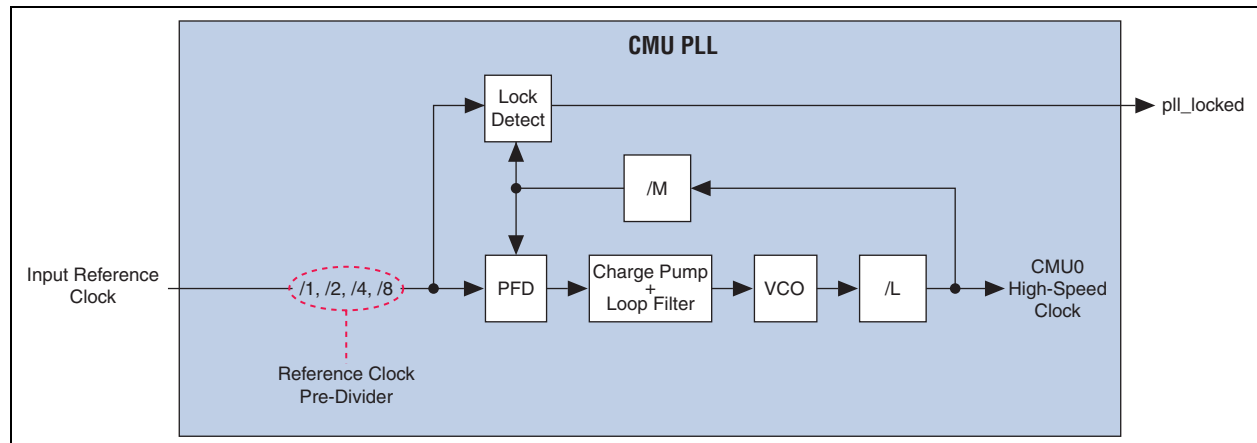 CMU PLL
Lock
Detect
pll_locked
/M
Input Reference
Clock
/1, /2, /4, /8
PFD
Charge Pump
+
Loop Filter
VCO
/L
CMU0
High-Speed
Clock
Reference Clock
Pre-Divider